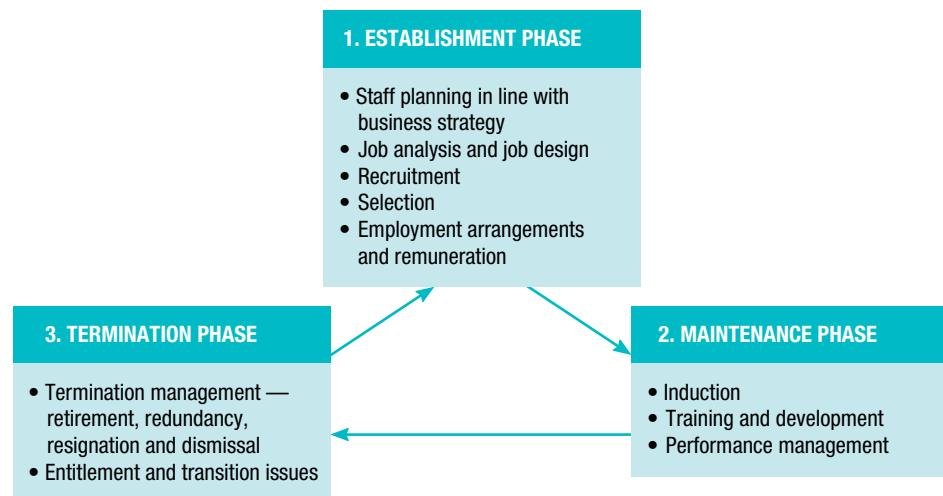 1. ESTABLISHMENT PHASE
• Staff planning in line with
business strategy
• Job analysis and job design
• Recruitment
• Selection
• Employment arrangements
and remuneration
2. MAINTENANCE PHASE
• Induction
• Training and development
• Performance management
3. TERMINATION PHASE
• Termination management —
retirement, redundancy,
resignation and dismissal
• Entitlement and transition issues